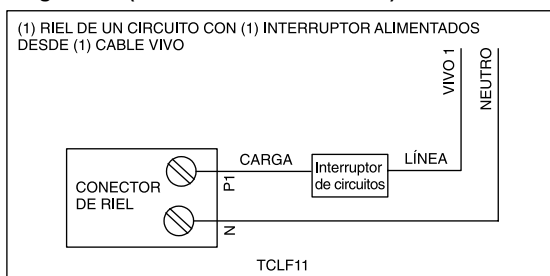 (1) RIEL DE UN CIRCUITO CON (1) INTERRUPTOR ALIMENTADOS
DESDE (1) CABLE VIVO
VIVO 1
NEUTRO
CARGA
LÍNEA
Interruptor
de circuitos
P1
CONECTOR
DE RIEL
N
TCLF11